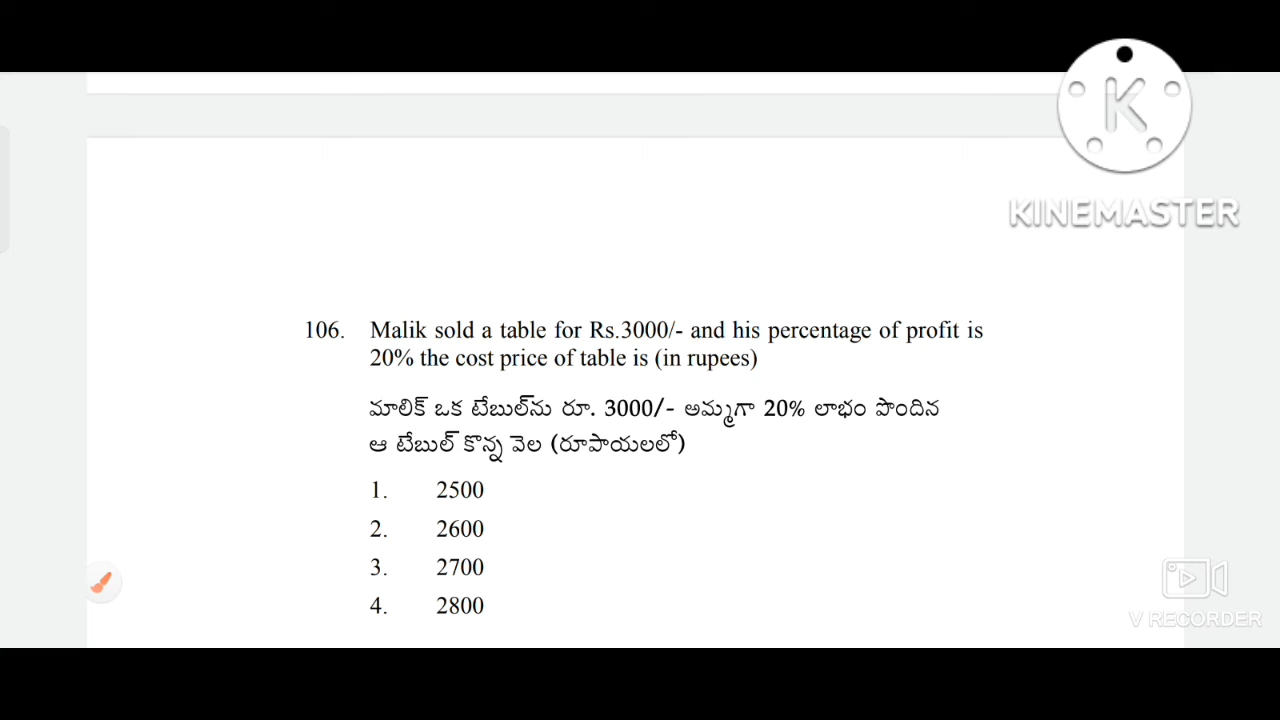 KINEMASTER
106. Malik sold a table for Rs.3000/- and his percentage of profit is
20% the cost price of table is (in rupees)
మాలిక్ ఒక టేబుల్‌ను రూ. 3000/- అమ్మగా 20% లాభం పొందిన
ఆ టేబుల్ కొన్న వెల (రూపాయలలో)
1. 2500
2. 2600
3. 2700
4. 2800
V RECORDER